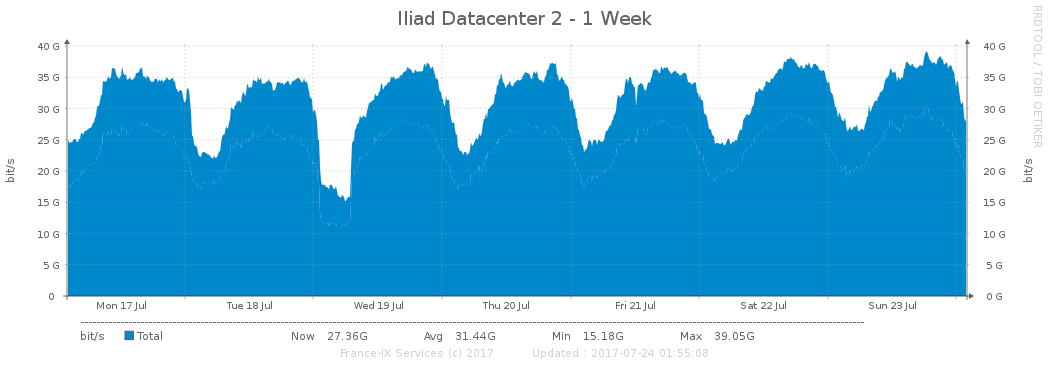 Iliad Datacenter 2 - 1 Week
RRDTOOL / TOBI OETIKER
40 G 40 G
35 G 35 G
30 G 30 G
25 G 25 G
20 G 20 G
15 G 15 G
10 G 10 G
5 G 5 G
0 0 G
bit/s bit/s
Mon 17 Jul Tue 18 Jul Wed 19 Jul Thu 20 Jul Fri 21 Jul Sat 22 Jul Sun 23 Jul
bit/s Total Now 27.36G Avg 31.44G Min 15.18G Max 39.05G
France-IX Services (c) 2017 Updated : 2017-07-24 01:55:08